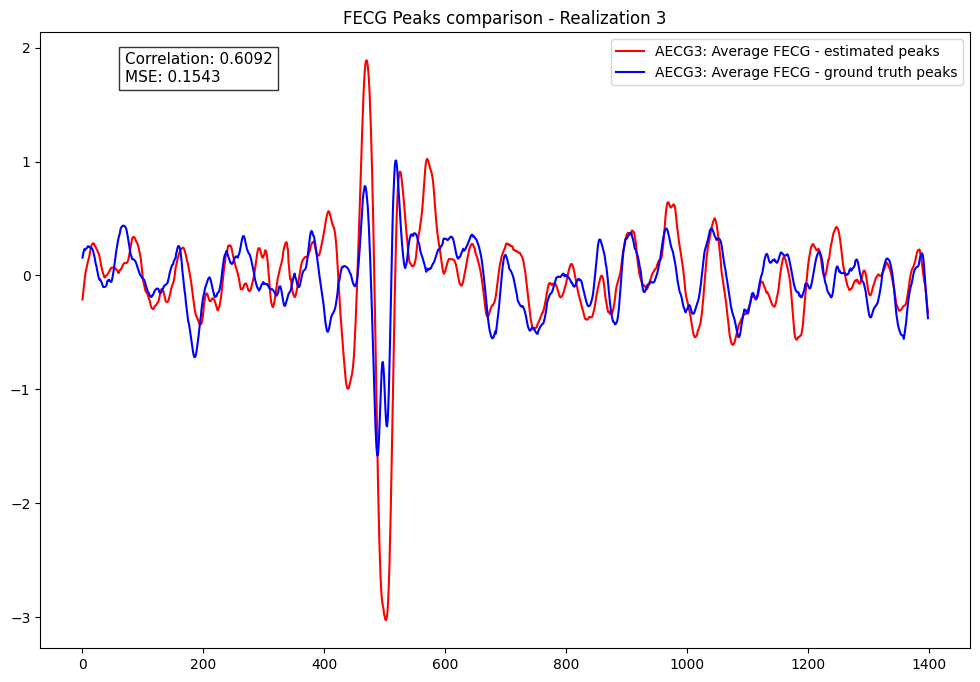 FECG Peaks comparison - Realization 3
Correlation: 0.6092
MSE: 0.1543
AECG3: Average FECG - estimated peaks
AECG3: Average FECG - ground truth peaks
2
1
0
−1
−2
−3
0 200 400 600 800 1000 1200 1400